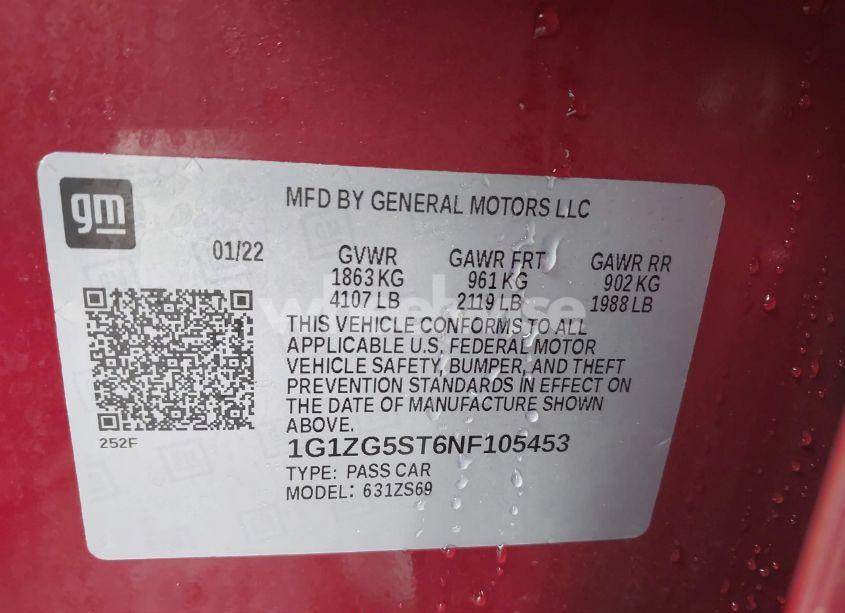 gm
MFD BY GENERAL MOTORS LLC
01/22 GVWR GAWR FRT GAWR RR
1863 KG 961 KG 902 KG
4107 LB 2119 LB 1988 LB
THIS VEHICLE CONFORMS TO ALL
APPLICABLE U.S. FEDERAL MOTOR
VEHICLE SAFETY, BUMPER, AND THEFT
PREVENTION STANDARDS IN EFFECT ON
THE DATE OF MANUFACTURE SHOWN
ABOVE.
252F
1G1ZG5ST6NF105453
TYPE: PASS CAR
MODEL: 631ZS69